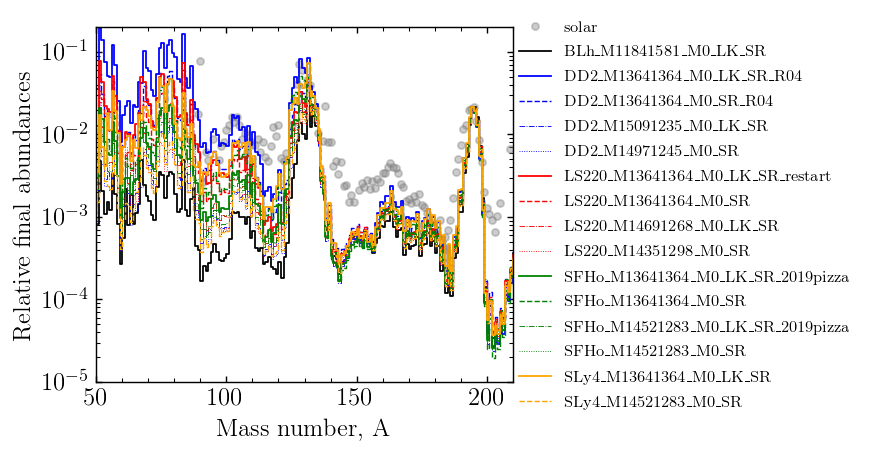 Relative final abundances
10^−1
10^−2
10^−3
10^−4
10^−5
50
100
150
200
Mass number, A
solar
BLh_M11841581_M0_LK_SR
DD2_M13641364_M0_LK_SR_R04
DD2_M13641364_M0_SR_R04
DD2_M15091235_M0_LK_SR
DD2_M14971245_M0_SR
LS220_M13641364_M0_LK_SR_restart
LS220_M13641364_M0_SR
LS220_M14691268_M0_LK_SR
LS220_M14351298_M0_SR
SFHo_M13641364_M0_LK_SR_2019pizza
SFHo_M13641364_M0_SR
SFHo_M14521283_M0_LK_SR_2019pizza
SFHo_M14521283_M0_SR
SLy4_M13641364_M0_LK_SR
SLy4_M14521283_M0_SR